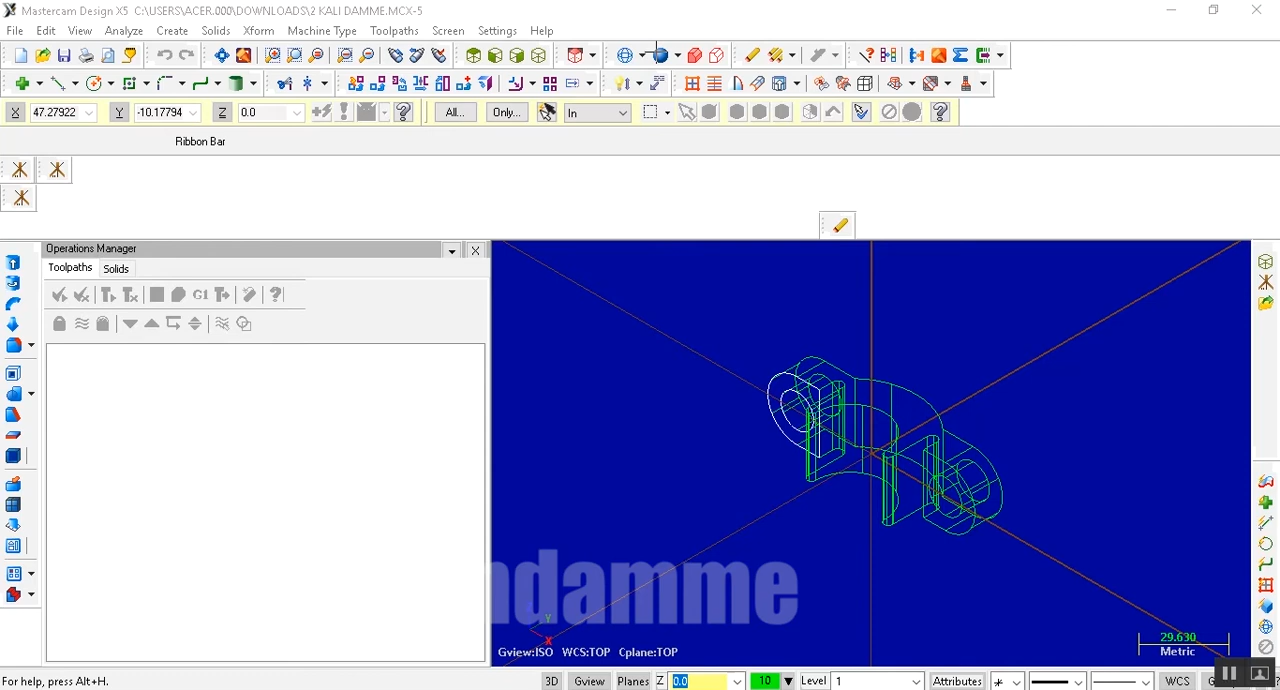 Mastercam Design X5 C:\USERS\ACER.000\DOWNLOADS\2 KALI DAMME.MCX-5
File Edit View Analyze Create Solids Xform Machine Type Toolpaths Screen Settings Help
X 47.27922 Y -10.17794 Z 0.0 All... Only... In
Ribbon Bar
Operations Manager
Toolpaths Solids
G1
ndamme
Y
X
Gview:ISO WCS:TOP Cplane:TOP
29.630
Metric
For help, press Alt+H.
3D Gview Planes Z 0.0 10 Level 1 Attributes WCS